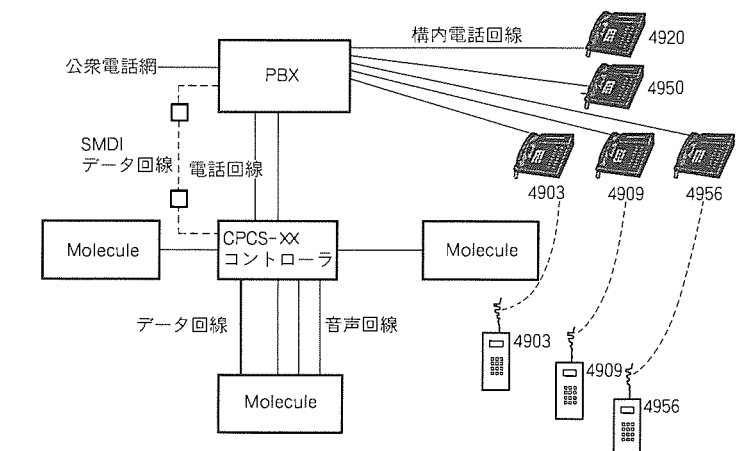 構内電話回線
4920
公衆電話網
PBX
4950
SMDI
データ回線
電話回線
4903
4909
4956
Molecule
CPCS-XX
コントローラ
Molecule
データ回線
音声回線
4903
4909
4956
Molecule